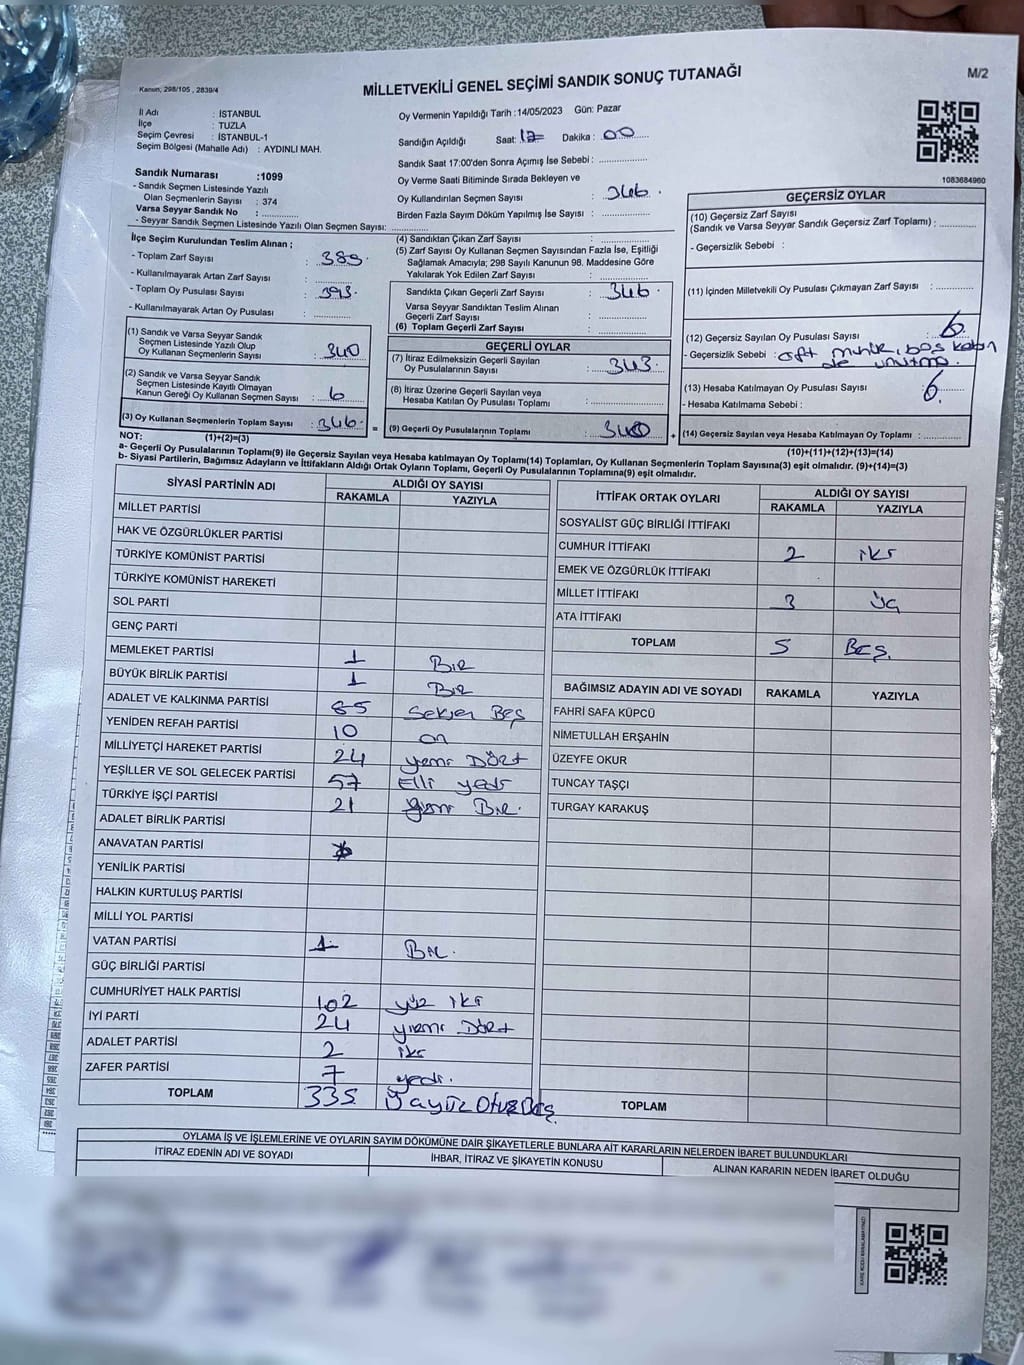 Kanun, 298/105 , 2839/4
MİLLETVEKİLİ GENEL SEÇİMİ SANDIK SONUÇ TUTANAĞI
M/2
İl Adı : İSTANBUL
İlçe : TUZLA
Seçim Çevresi : İSTANBUL-1
Seçim Bölgesi (Mahalle Adı) : AYDINLI MAH.
Oy Vermenin Yapıldığı Tarih :14/05/2023 Gün: Pazar
Sandığın Açıldığı Saat: 17 Dakika : 00
Sandık Saat 17:00'den Sonra Açımış İse Sebebi :
Oy Verme Saati Bitiminde Sırada Bekleyen ve
Oy Kullandırılan Seçmen Sayısı : 346.
Birden Fazla Sayım Döküm Yapılmış İse Sayısı :
1083684960
Sandık Numarası :1099
- Sandık Seçmen Listesinde Yazılı
Olan Seçmenlerin Sayısı : 374
Varsa Seyyar Sandık No :
- Seyyar Sandık Seçmen Listesinde Yazılı Olan Seçmen Sayısı:
İlçe Seçim Kurulundan Teslim Alınan ;
- Toplam Zarf Sayısı : 385.
- Kullanılmayarak Artan Zarf Sayısı :
- Toplam Oy Pusulası Sayısı : 393.
- Kullanılmayarak Artan Oy Pusulası :
(1) Sandık ve Varsa Seyyar Sandık
Seçmen Listesinde Yazılı Olup
Oy Kullanan Seçmenlerin Sayısı : 340
(2) Sandık ve Varsa Seyyar Sandık
Seçmen Listesinde Kayıtlı Olmayan
Kanun Gereği Oy Kullanan Seçmen Sayısı : 6
(3) Oy Kullanan Seçmenlerin Toplam Sayısı : 346.
(1)+(2)=(3)
(4) Sandıktan Çıkan Zarf Sayısı :
(5) Zarf Sayısı Oy Kullanan Seçmen Sayısından Fazla İse, Eşitliği
Sağlamak Amacıyla; 298 Sayılı Kanunun 98. Maddesine Göre
Yakılarak Yok Edilen Zarf Sayısı :
Sandıkta Çıkan Geçerli Zarf Sayısı : 346.
Varsa Seyyar Sandıktan Teslim Alınan
Geçerli Zarf Sayısı :
(6) Toplam Geçerli Zarf Sayısı :
GEÇERLİ OYLAR
(7) İtiraz Edilmeksizin Geçerli Sayılan
Oy Pusulalarının Sayısı : 343.
(8) İtiraz Üzerine Geçerli Sayılan veya
Hesaba Katılan Oy Pusulası Toplamı :
= (9) Geçerli Oy Pusulalarının Toplamı : 340
GEÇERSİZ OYLAR
(10) Geçersiz Zarf Sayısı
(Sandık ve Varsa Seyyar Sandık Geçersiz Zarf Toplamı) :
- Geçersizlik Sebebi :
(11) İçinden Milletvekili Oy Pusulası Çıkmayan Zarf Sayısı :
(12) Geçersiz Sayılan Oy Pusulası Sayısı : 6.
- Geçersizlik Sebebi : çift mühür, boş
(13) Hesaba Katılmayan Oy Pusulası Sayısı : 6.
- Hesaba Katılmama Sebebi :
+ (14) Geçersiz Sayılan veya Hesaba Katılmayan Oy Toplamı :
(10)+(11)+(12)+(13)=(14)
NOT:
a- Geçerli Oy Pusulalarının Toplamı(9) ile Geçersiz Sayılan veya Hesaba katılmayan Oy Toplamı(14) Toplamları, Oy Kullanan Seçmenlerin Toplam Sayısına(3) eşit olmalıdır. (9)+(14)=(3)
b- Siyasi Partilerin, Bağımsız Adayların ve İttifakların Aldığı Ortak Oyların Toplamı, Geçerli Oy Pusulalarının Toplamına(9) eşit olmalıdır.
SİYASİ PARTİNİN ADI ALDIĞI OY SAYISI
RAKAMLA YAZIYLA
MİLLET PARTİSİ
HAK VE ÖZGÜRLÜKLER PARTİSİ
TÜRKİYE KOMÜNİST PARTİSİ
TÜRKİYE KOMÜNİST HAREKETİ
SOL PARTİ
GENÇ PARTİ
MEMLEKET PARTİSİ 1 Bir
BÜYÜK BİRLİK PARTİSİ 1 Bir
ADALET VE KALKINMA PARTİSİ 85 Seksen Beş
YENİDEN REFAH PARTİSİ 10 on
MİLLİYETÇİ HAREKET PARTİSİ 24 yirmi Dört
YEŞİLLER VE SOL GELECEK PARTİSİ 57 Elli yedi
TÜRKİYE İŞÇİ PARTİSİ 21 yirmi Bir.
ADALET BİRLİK PARTİSİ
ANAVATAN PARTİSİ
YENİLİK PARTİSİ
HALKIN KURTULUŞ PARTİSİ
MİLLİ YOL PARTİSİ
VATAN PARTİSİ 1 Bir.
GÜÇ BİRLİĞİ PARTİSİ
CUMHURİYET HALK PARTİSİ 102 yüz iki
İYİ PARTİ 24 yirmi Dört
ADALET PARTİSİ 2 iki
ZAFER PARTİSİ 7 yedi.
TOPLAM 335 Üçyüz Otuz Beş
İTTİFAK ORTAK OYLARI ALDIĞI OY SAYISI
RAKAMLA YAZIYLA
SOSYALİST GÜÇ BİRLİĞİ İTTİFAKI
CUMHUR İTTİFAKI 2 iki
EMEK VE ÖZGÜRLÜK İTTİFAKI
MİLLET İTTİFAKI 3 Üç
ATA İTTİFAKI
TOPLAM 5 Beş.
BAĞIMSIZ ADAYIN ADI VE SOYADI RAKAMLA YAZIYLA
FAHRİ SAFA KÜPCÜ
NİMETULLAH ERŞAHİN
ÜZEYFE OKUR
TUNCAY TAŞÇI
TURGAY KARAKUŞ
TOPLAM
OYLAMA İŞ VE İŞLEMLERİNE VE OYLARIN SAYIM DÖKÜMÜNE DAİR ŞİKAYETLERLE BUNLARA AİT KARARLARIN NELERDEN İBARET BULUNDUKLARI
İTİRAZ EDENİN ADI VE SOYADI
İHBAR, İTİRAZ VE ŞİKAYETİN KONUSU
ALINAN KARARIN NEDEN İBARET OLDUĞU